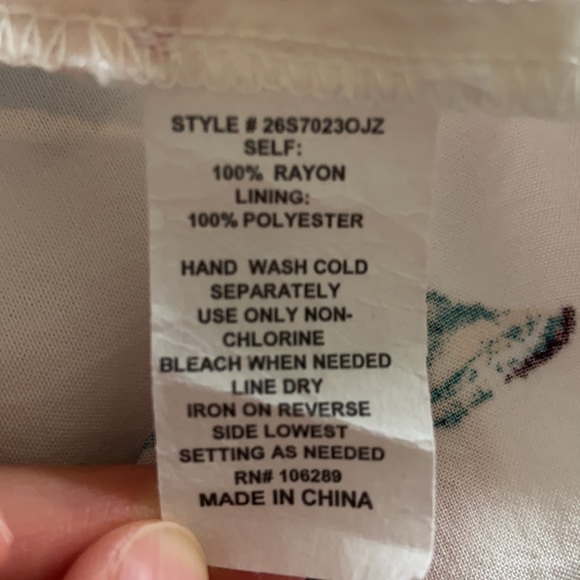 STYLE # 26S7023OJZ
SELF:
100% RAYON
LINING:
100% POLYESTER
HAND WASH COLD
SEPARATELY
USE ONLY NON-
CHLORINE
BLEACH WHEN NEEDED
LINE DRY
IRON ON REVERSE
SIDE LOWEST
SETTING AS NEEDED
RN# 106289
MADE IN CHINA